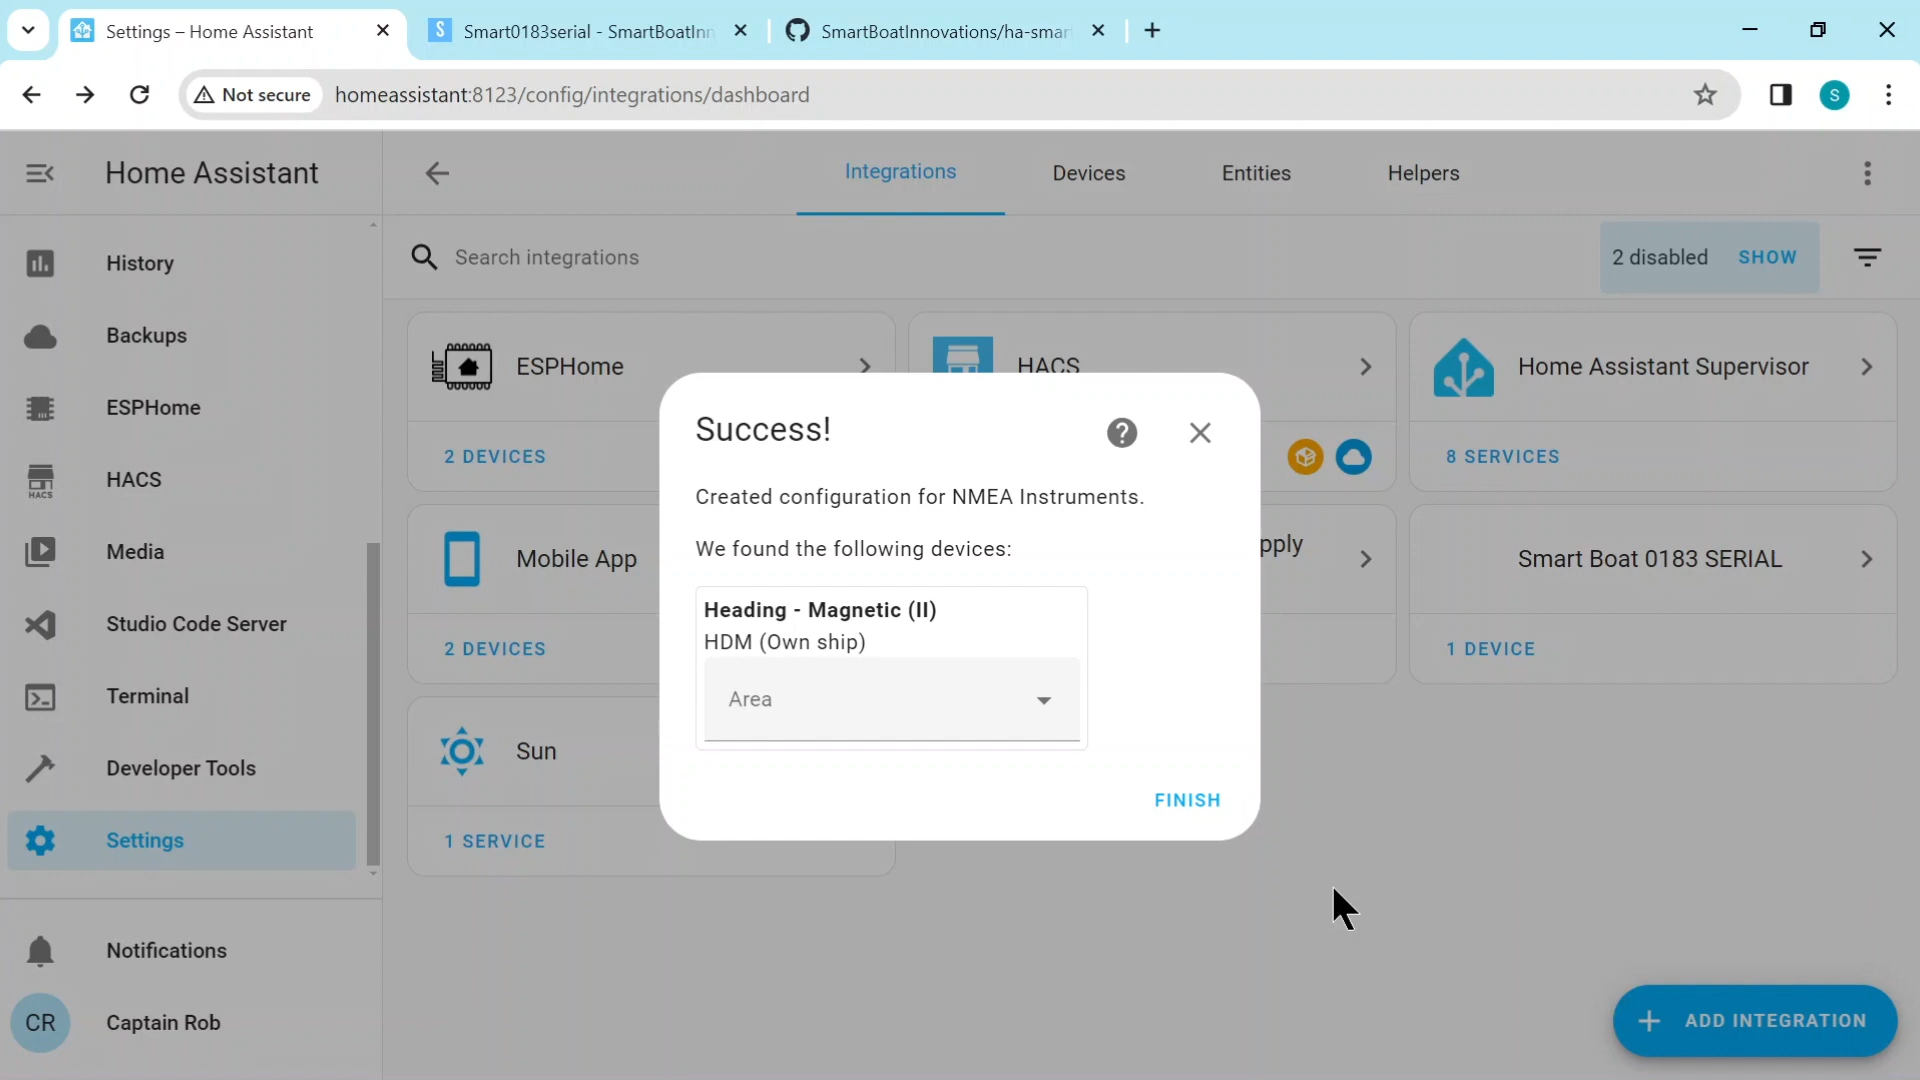 Settings – Home Assistant
Smart0183serial - SmartBoatInn
SmartBoatInnovations/ha-smar
Not secure
homeassistant:8123/config/integrations/dashboard
S
Home Assistant
Integrations
Devices
Entities
Helpers
History
Backups
ESPHome
HACS
Media
Studio Code Server
Terminal
Developer Tools
Settings
Notifications
CR
Captain Rob
Search integrations
2 disabled
SHOW
ESPHome
HACS
Home Assistant Supervisor
2 DEVICES
8 SERVICES
Mobile App
pply
Smart Boat 0183 SERIAL
2 DEVICES
1 DEVICE
Sun
1 SERVICE
Success!
Created configuration for NMEA Instruments.
We found the following devices:
Heading - Magnetic (II)
HDM (Own ship)
Area
FINISH
ADD INTEGRATION